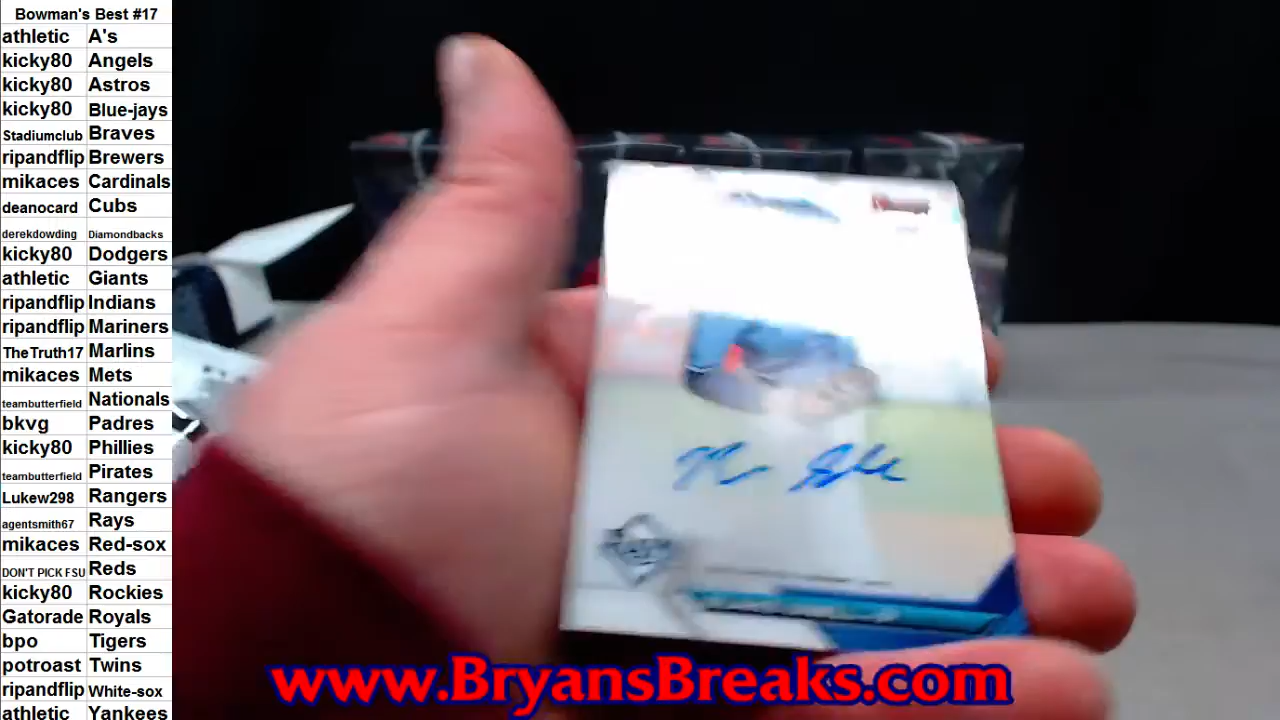 Bowman's Best #17
athletic A's
kicky80 Angels
kicky80 Astros
kicky80 Blue-jays
Stadiumclub Braves
ripandflip Brewers
mikaces Cardinals
deanocard Cubs
derekdowding Diamondbacks
kicky80 Dodgers
athletic Giants
ripandflip Indians
ripandflip Mariners
TheTruth17 Marlins
mikaces Mets
teambutterfield Nationals
bkvg Padres
kicky80 Phillies
teambutterfield Pirates
Lukew298 Rangers
agentsmith67 Rays
mikaces Red-sox
DON'T PICK FSU Reds
kicky80 Rockies
Gatorade Royals
bpo Tigers
potroast Twins
ripandflip White-sox
athletic Yankees
www.BryansBreaks.com